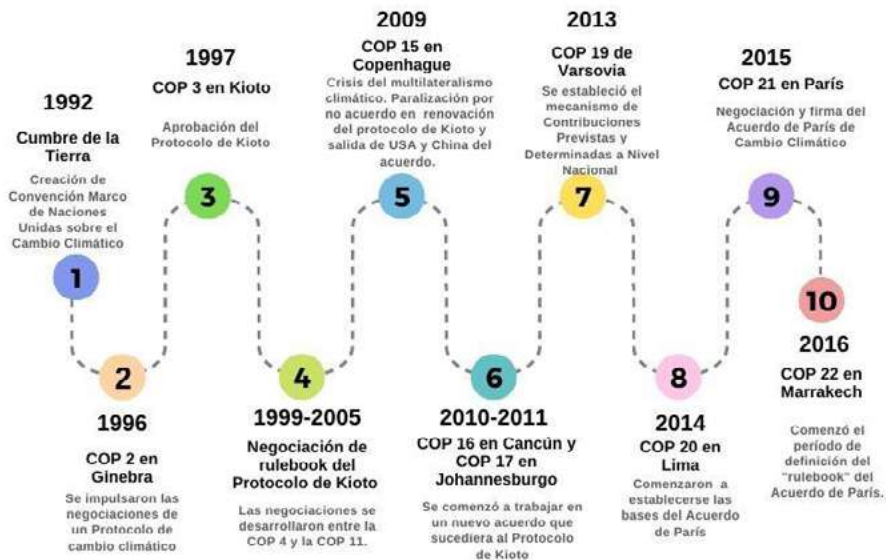 1992
Cumbre de la
Tierra
Creación de
Convención Marco
de Naciones
Unidas sobre el
Cambio Climático
1
2
1996
COP 2 en
Ginebra
Se impulsaron las
negociaciones de
un Protocolo de
cambio climático
1997
COP 3 en Kioto
Aprobación del
Protocolo de Kioto
3
4
1999-2005
Negociación de
rulebook del
Protocolo de Kioto
Las negociaciones se
desarrollaron entre la
COP 4 y la COP 11.
2009
COP 15 en
Copenhague
Crisis del multilateralismo
climático. Paralización por
no acuerdo en renovación
del protocolo de Kioto y
salida de USA y China del
acuerdo.
5
6
2010-2011
COP 16 en Cancún y
COP 17 en
Johannesburgo
Se comenzó a trabajar en
un nuevo acuerdo que
sucediera al Protocolo
de Kioto
2013
COP 19 de
Varsovia
Se estableció el
mecanismo de
Contribuciones
Previstas y
Determinadas a Nivel
Nacional
7
8
2014
COP 20 en
Lima
Comenzaron a
establecerse las
bases del Acuerdo
de París
2015
COP 21 en París
Negociación y firma del
Acuerdo de París de
Cambio Climático
9
10
2016
COP 22 en
Marrakech
Comenzó el
período de
definición del
"rulebook" del
Acuerdo de París.